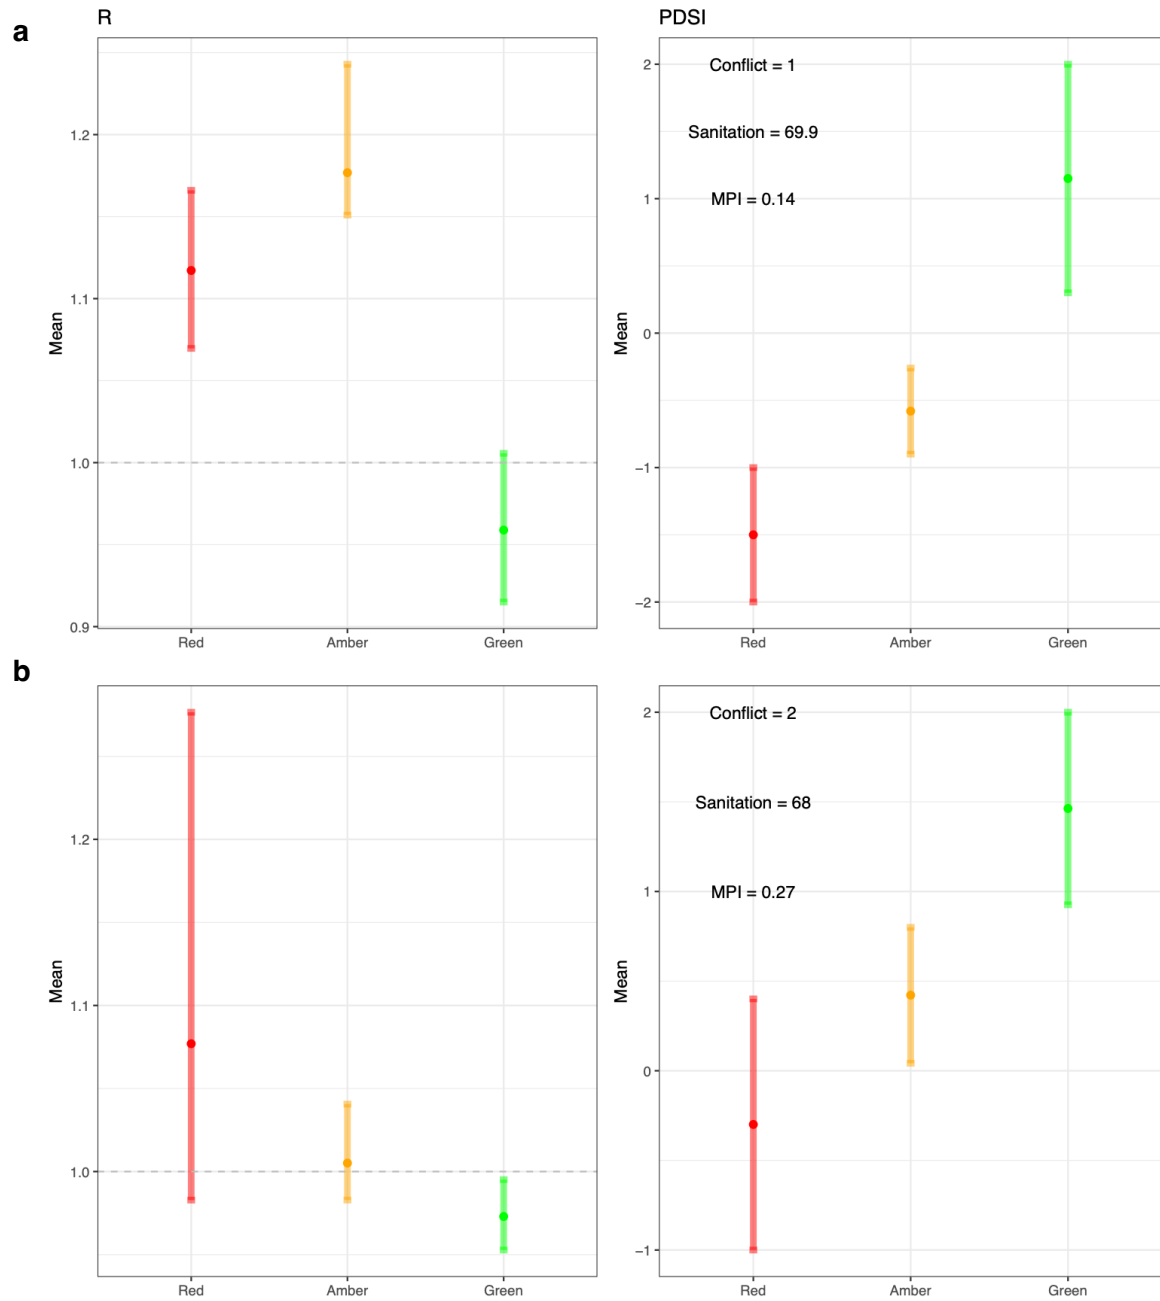 a
R
PDSI
Mean
1.2
1.1
1.0
0.9
Red Amber Green
Mean
2
1
0
−1
−2
Conflict = 1
Sanitation = 69.9
MPI = 0.14
Red Amber Green
b
Mean
1.2
1.1
1.0
Red Amber Green
Mean
2
1
0
−1
Conflict = 2
Sanitation = 68
MPI = 0.27
Red Amber Green